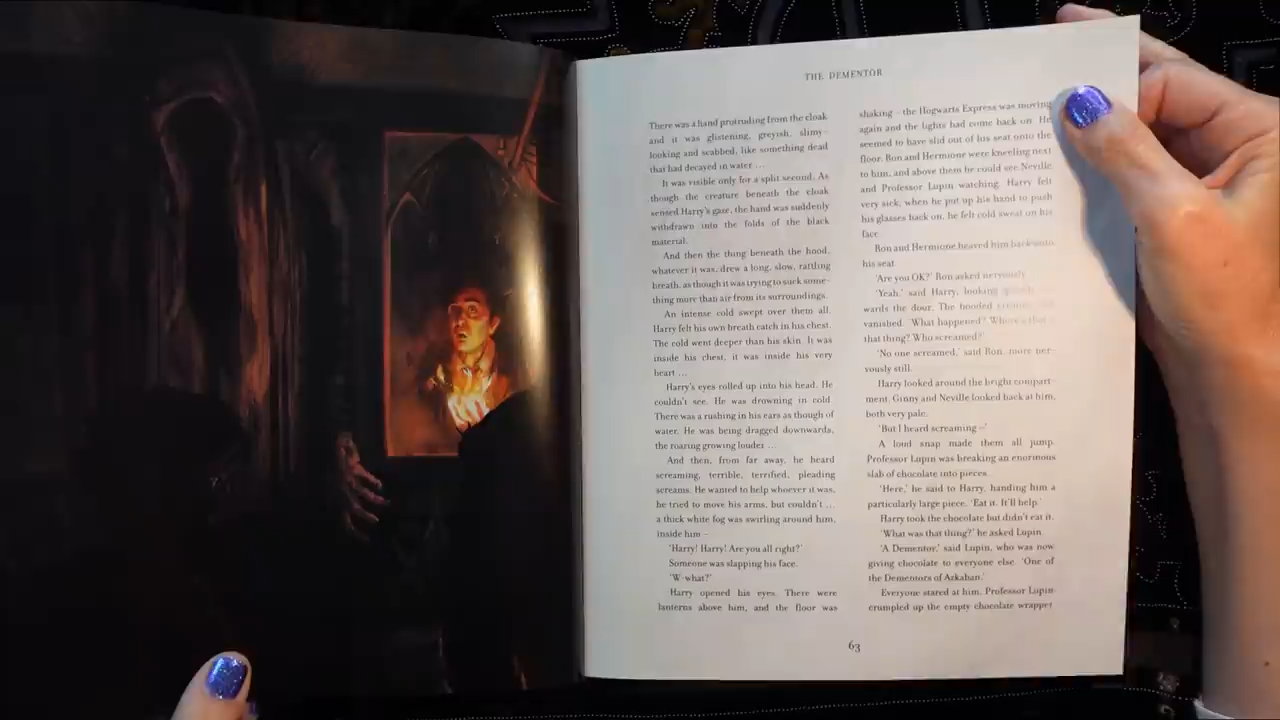 THE DEMENTOR
There was a hand protruding from the cloak
and it was glistening, greyish, slimy-
looking and scabbed, like something dead
that had decayed in water ...
It was visible only for a split second. As
though the creature beneath the cloak
sensed Harry's gaze, the hand was suddenly
withdrawn into the folds of the black
material.
And then the thing beneath the hood,
whatever it was, drew a long, slow, rattling
breath, as though it was trying to suck some-
thing more than air from its surroundings.
An intense cold swept over them all.
Harry felt his own breath catch in his chest.
The cold went deeper than his skin. It was
inside his chest, it was inside his very
heart ...
Harry's eyes rolled up into his head. He
couldn't see. He was drowning in cold.
There was a rushing in his ears as though of
water. He was being dragged downwards,
the roaring growing louder ...
And then, from far away, he heard
screaming, terrible, terrified, pleading
screams. He wanted to help whoever it was,
he tried to move his arms, but couldn't ...
a thick white fog was swirling around him,
inside him –
'Harry! Harry! Are you all right?'
Someone was slapping his face.
'W-what?'
Harry opened his eyes. There were
lanterns above him, and the floor was
shaking – the Hogwarts Express was moving
again and the lights had come back on. He
seemed to have slid out of his seat onto the
floor. Ron and Hermione were kneeling next
to him, and above them he could see Neville
and Professor Lupin watching. Harry felt
very sick; when he put up his hand to push
his glasses back on, he felt cold sweat on his
face.
Ron and Hermione heaved him back onto
his seat.
'Are you OK?' Ron asked nervously.
'Yeah,' said Harry, looking
wards the door. The hooded
vanished. 'What happened? Where's that –
that thing? Who screamed?'
'No one screamed,' said Ron, more ner-
vously still.
Harry looked around the bright compart-
ment. Ginny and Neville looked back at him,
both very pale.
'But I heard screaming –'
A loud snap made them all jump.
Professor Lupin was breaking an enormous
slab of chocolate into pieces.
'Here,' he said to Harry, handing him a
particularly large piece. 'Eat it. It'll help.'
Harry took the chocolate but didn't eat it.
'What was that thing?' he asked Lupin.
'A Dementor,' said Lupin, who was now
giving chocolate to everyone else. 'One of
the Dementors of Azkaban.'
Everyone stared at him. Professor Lupin
crumpled up the empty chocolate wrapper
63